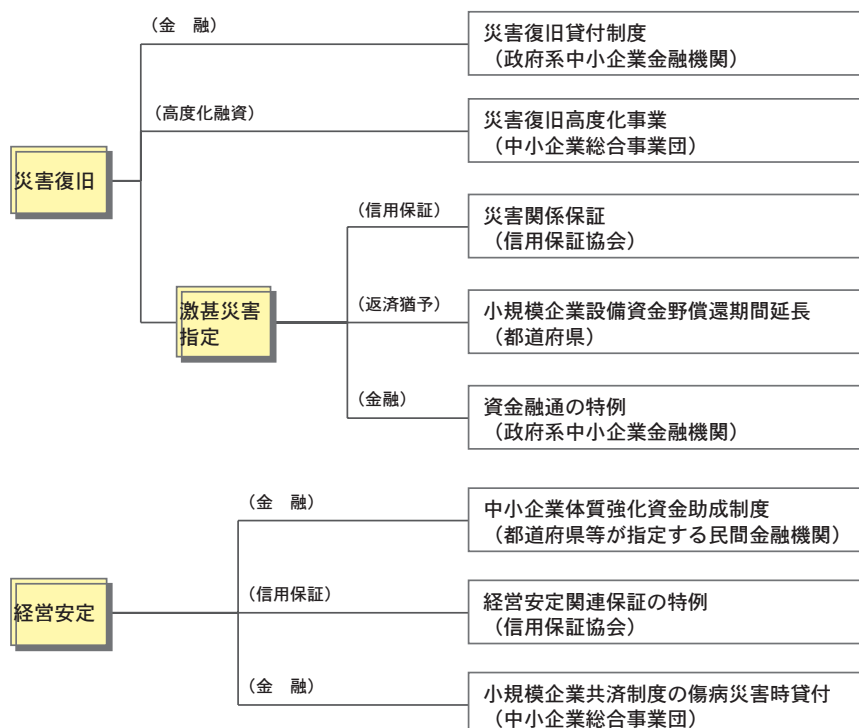 （金　融）
災害復旧貸付制度
（政府系中小企業金融機関）
（高度化融資）
災害復旧高度化事業
（中小企業総合事業団）
災害復旧
（信用保証）
災害関係保証
（信用保証協会）
激甚災害
指定
（返済猶予）
小規模企業設備資金野償還期間延長
（都道府県）
（金融）
資金融通の特例
（政府系中小企業金融機関）
（金　融）
中小企業体質強化資金助成制度
（都道府県等が指定する民間金融機関）
経営安定
（信用保証）
経営安定関連保証の特例
（信用保証協会）
（金　融）
小規模企業共済制度の傷病災害時貸付
（中小企業総合事業団）